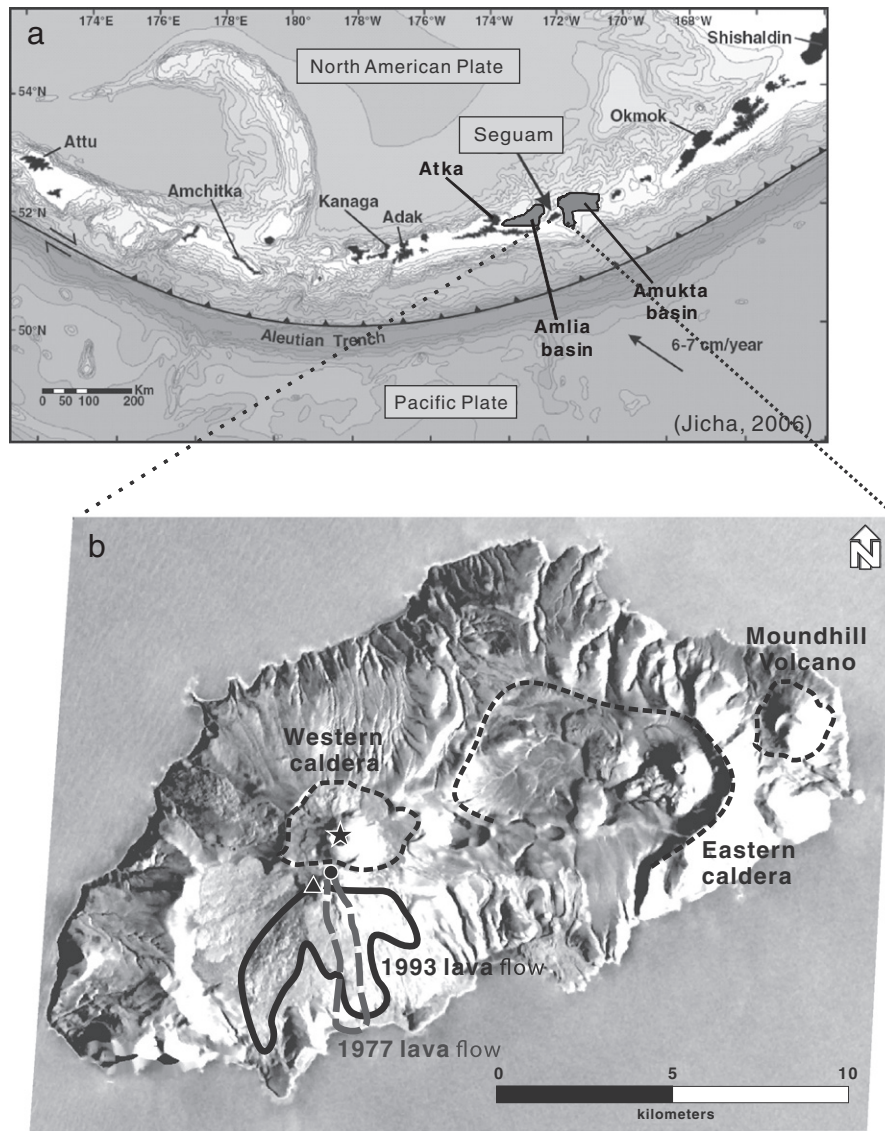 a
174°E 176°E 178°E 180° 178°W 176°W 174°W 172°W 170°W 168°W
Shishaldin
North American Plate
54°N
Okmok
Seguam
Attu
Atka
Amchitka
Kanaga
Adak
52°N
Amukta
basin
Amlia
basin
50°N
Aleutian Trench
6-7 cm/year
Km
0 50 100 200
Pacific Plate
(Jicha, 2006)
b
N
Moundhill
Volcano
Western
caldera
Eastern
caldera
1993 lava flow
1977 lava flow
0 5 10
kilometers